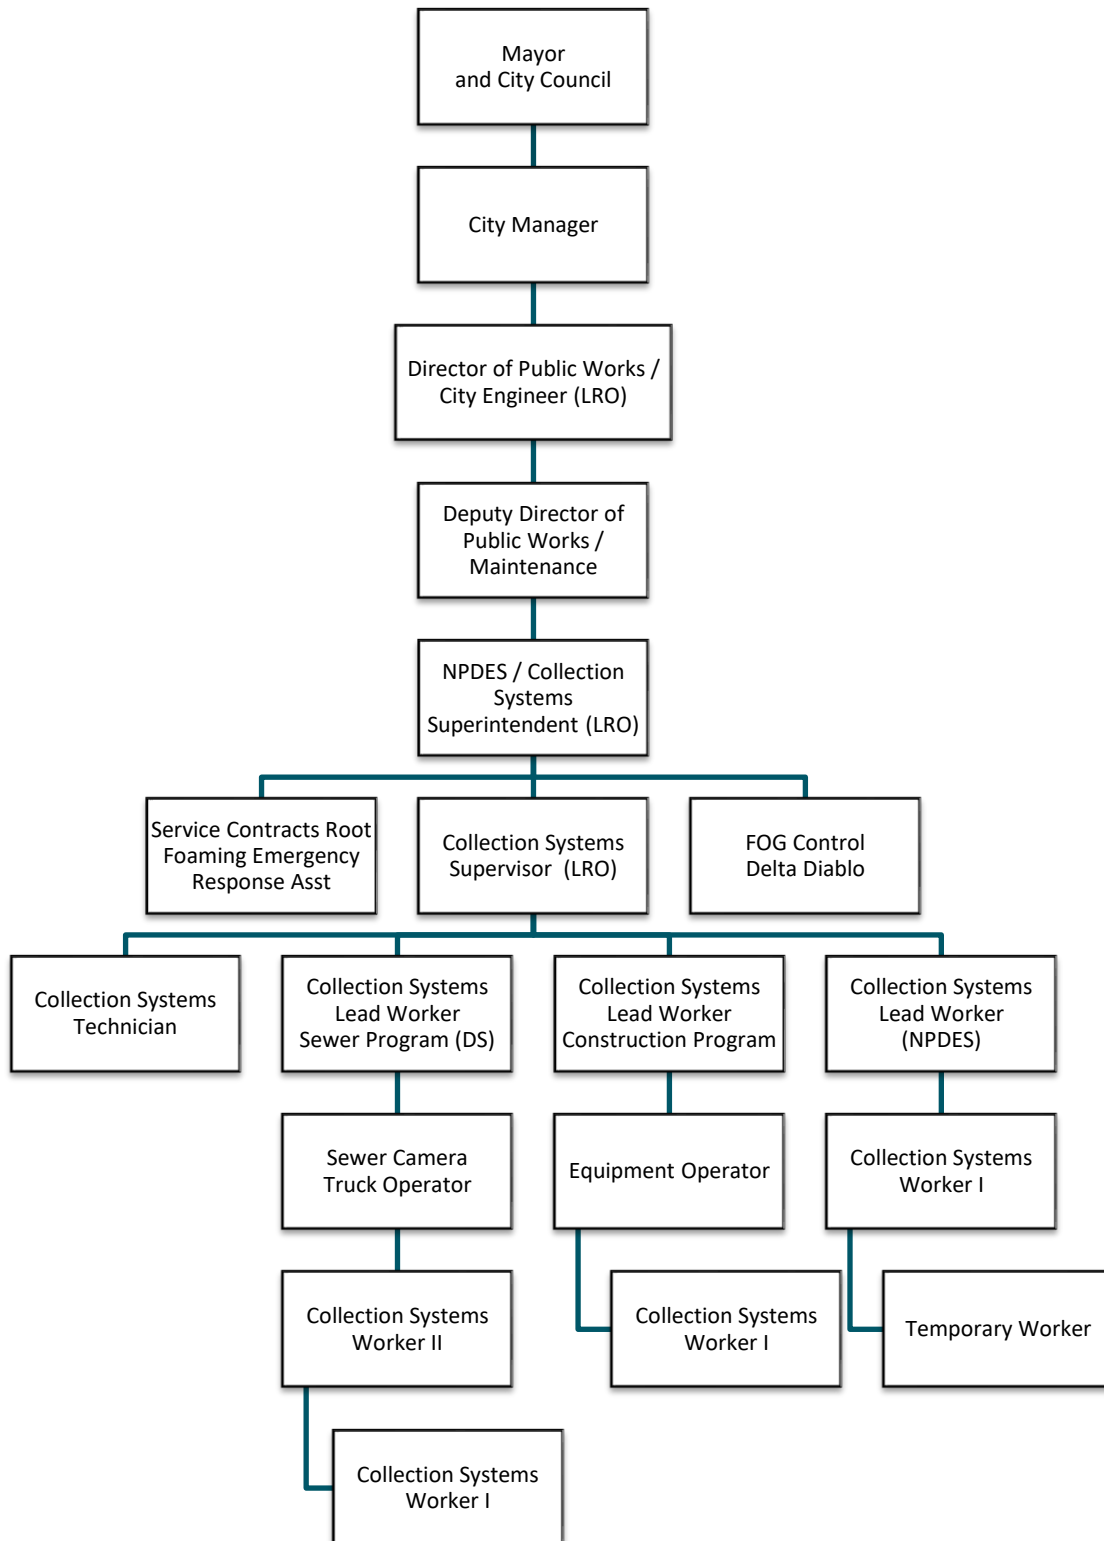 Mayor
and City Council
City Manager
Director of Public Works /
City Engineer (LRO)
Deputy Director of
Public Works /
Maintenance
NPDES / Collection
Systems
Superintendent (LRO)
Service Contracts Root
Foaming Emergency
Response Asst
Collection Systems
Supervisor (LRO)
FOG Control
Delta Diablo
Collection Systems
Technician
Collection Systems
Lead Worker
Sewer Program (DS)
Collection Systems
Lead Worker
Construction Program
Collection Systems
Lead Worker
(NPDES)
Sewer Camera
Truck Operator
Equipment Operator
Collection Systems
Worker I
Collection Systems
Worker II
Collection Systems
Worker I
Temporary Worker
Collection Systems
Worker I